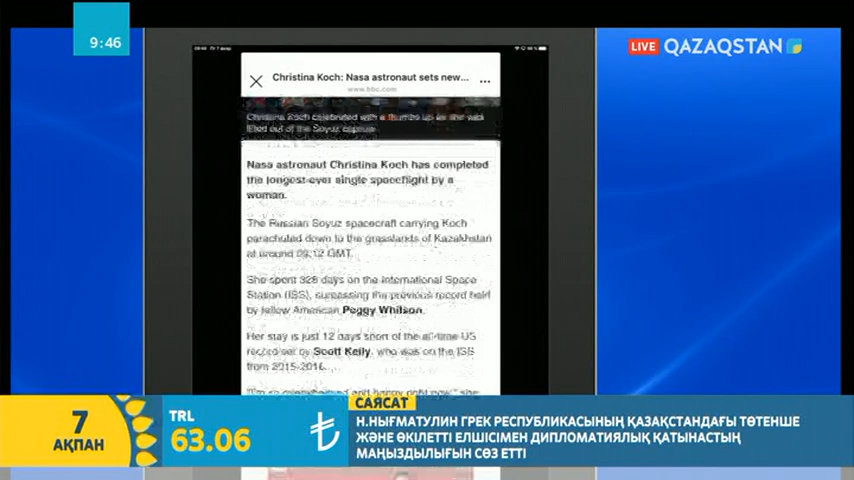 9:46
LIVE QAZAQSTAN
Christina Koch: Nasa astronaut sets new...
www.bbc.com
Christina Koch celebrated with a thumbs up as she was
lifted out of the Soyuz capsule
Nasa astronaut Christina Koch has completed
the longest-ever single spaceflight by a
woman.
The Russian Soyuz spacecraft carrying Koch
parachuted down to the grasslands of Kazakhstan
at around 09:12 GMT.
She spent 328 days on the International Space
Station (ISS), surpassing the previous record held
by fellow American Peggy Whitson.
Her stay is just 12 days short of the all-time US
record set by Scott Kelly, who was on the ISS
from 2015-2016.
and happy right now," she
7
АҚПАН
TRL
63.06
₺
САЯСАТ
Н.НЫҒМАТУЛИН ГРЕК РЕСПУБЛИКАСЫНЫҢ ҚАЗАҚСТАНДАҒЫ ТӨТЕНШЕ
ЖӘНЕ ӨКІЛЕТТІ ЕЛШІСІМЕН ДИПЛОМАТИЯЛЫҚ ҚАТЫНАСТЫҢ
МАҢЫЗДЫЛЫҒЫН СӨЗ ЕТТІ